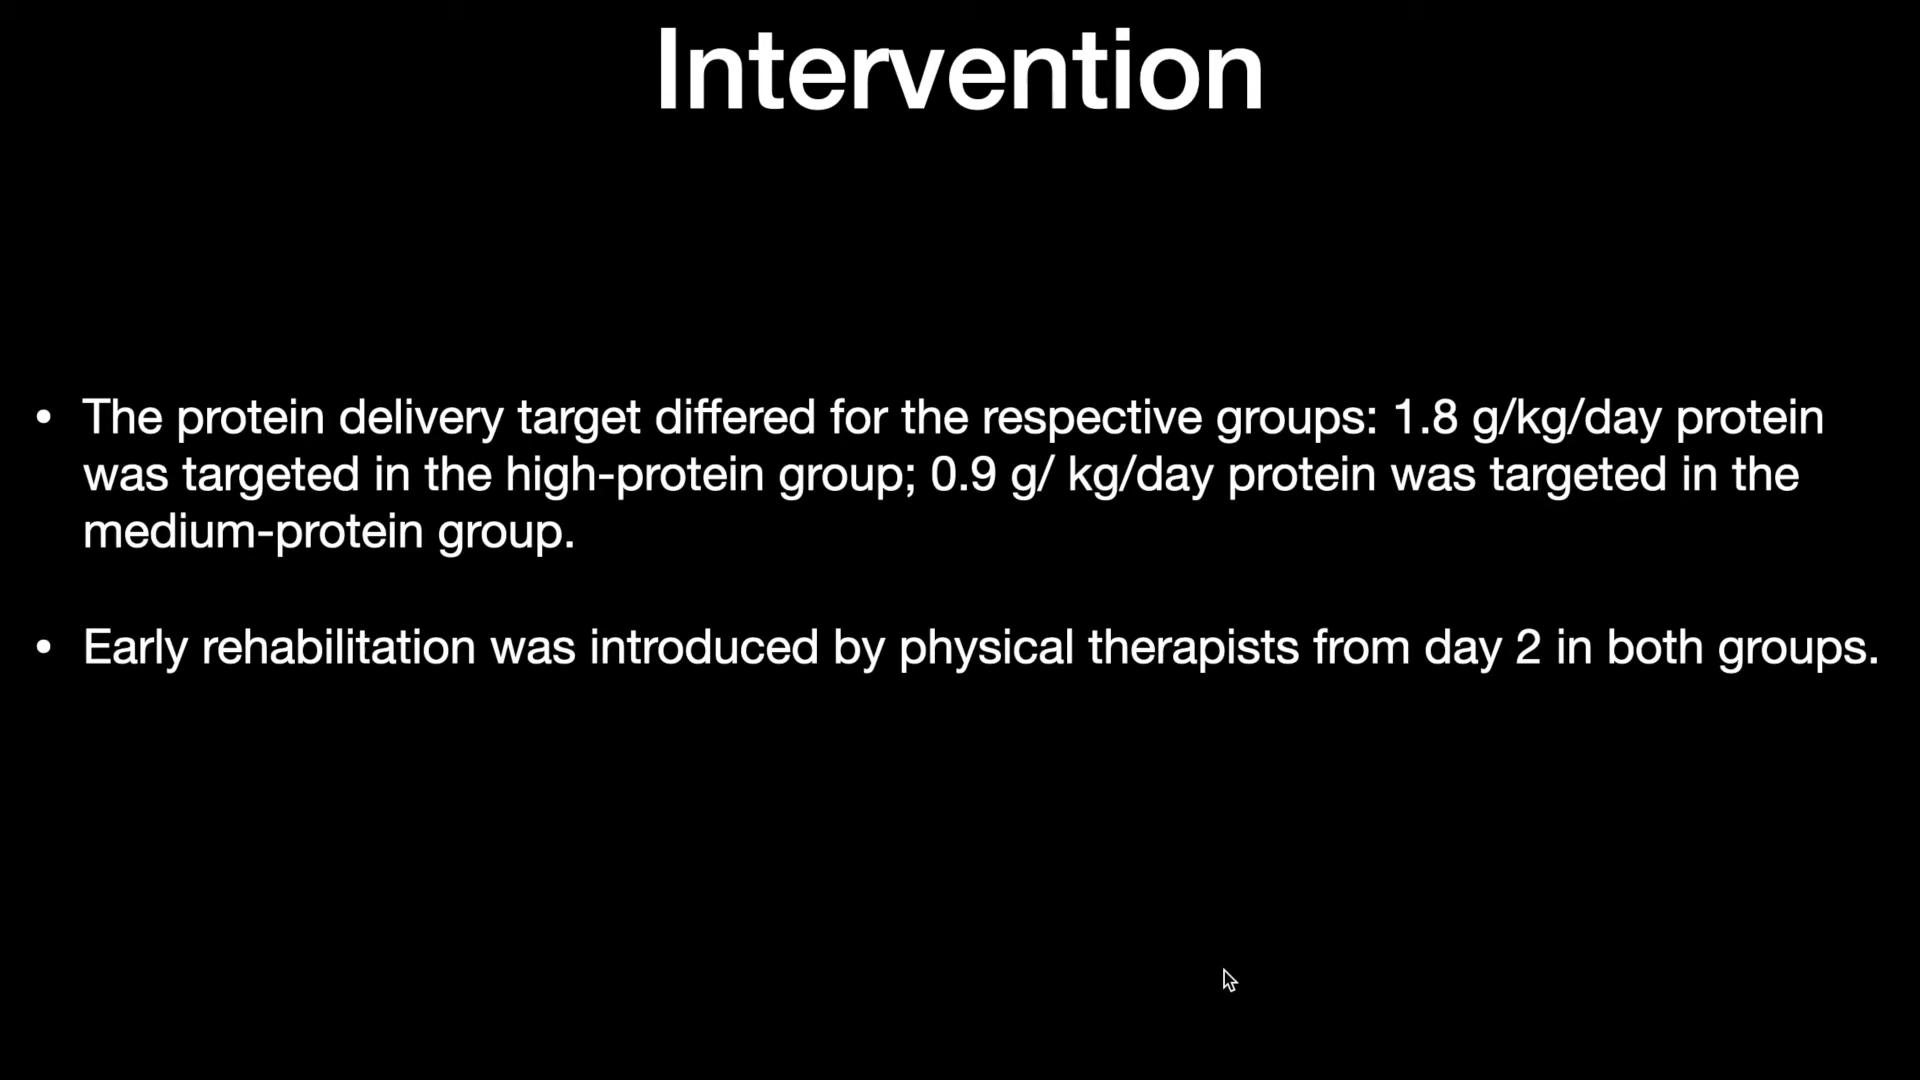 Intervention
• The protein delivery target differed for the respective groups: 1.8 g/kg/day protein
was targeted in the high-protein group; 0.9 g/ kg/day protein was targeted in the
medium-protein group.
• Early rehabilitation was introduced by physical therapists from day 2 in both groups.